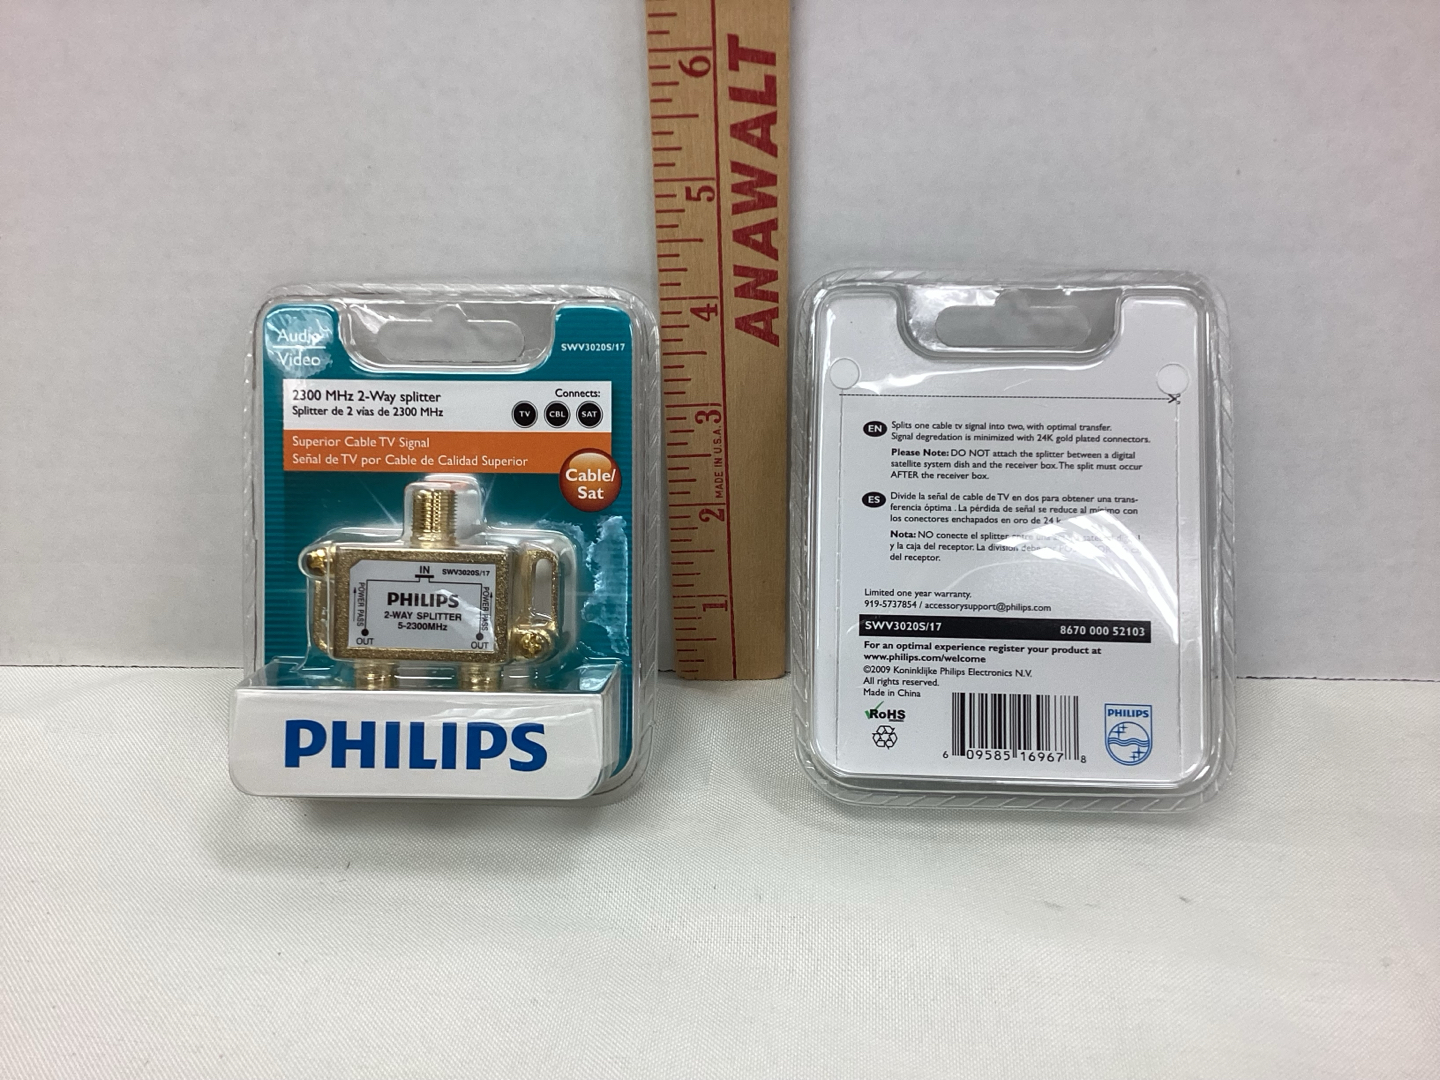 Audio
Video
SWV3020S/17
2300 MHz 2-Way splitter
Splitter de 2 vías de 2300 MHz
Connects:
TV CBL SAT
Superior Cable TV Signal
Señal de TV por Cable de Calidad Superior
Cable/
Sat
IN SWV3020S/17
PHILIPS
2-WAY SPLITTER
5-2300MHz
POWER PASS
POWER PASS
OUT
OUT
PHILIPS
6
5
4
3
2
1
MADE IN U.S.A.
ANAWALT
EN Splits one cable tv signal into two, with optimal transfer.
Signal degredation is minimized with 24K gold plated connectors.
Please Note: DO NOT attach the splitter between a digital
satellite system dish and the receiver box. The split must occur
AFTER the receiver box.
ES Divide la señal de cable de TV en dos para obtener una trans-
ferencia óptima . La pérdida de señal se reduce al mínimo con
los conectores enchapados en oro de 24
Nota: NO conecte el splitter
y la caja del receptor. La división
del receptor.
Limited one year warranty.
919-5737854 / accessorysupport@philips.com
SWV3020S/17 8670 000 52103
For an optimal experience register your product at
www.philips.com/welcome
©2009 Koninklijke Philips Electronics N.V.
All rights reserved.
Made in China
RoHS
6 09585 16967 8
PHILIPS